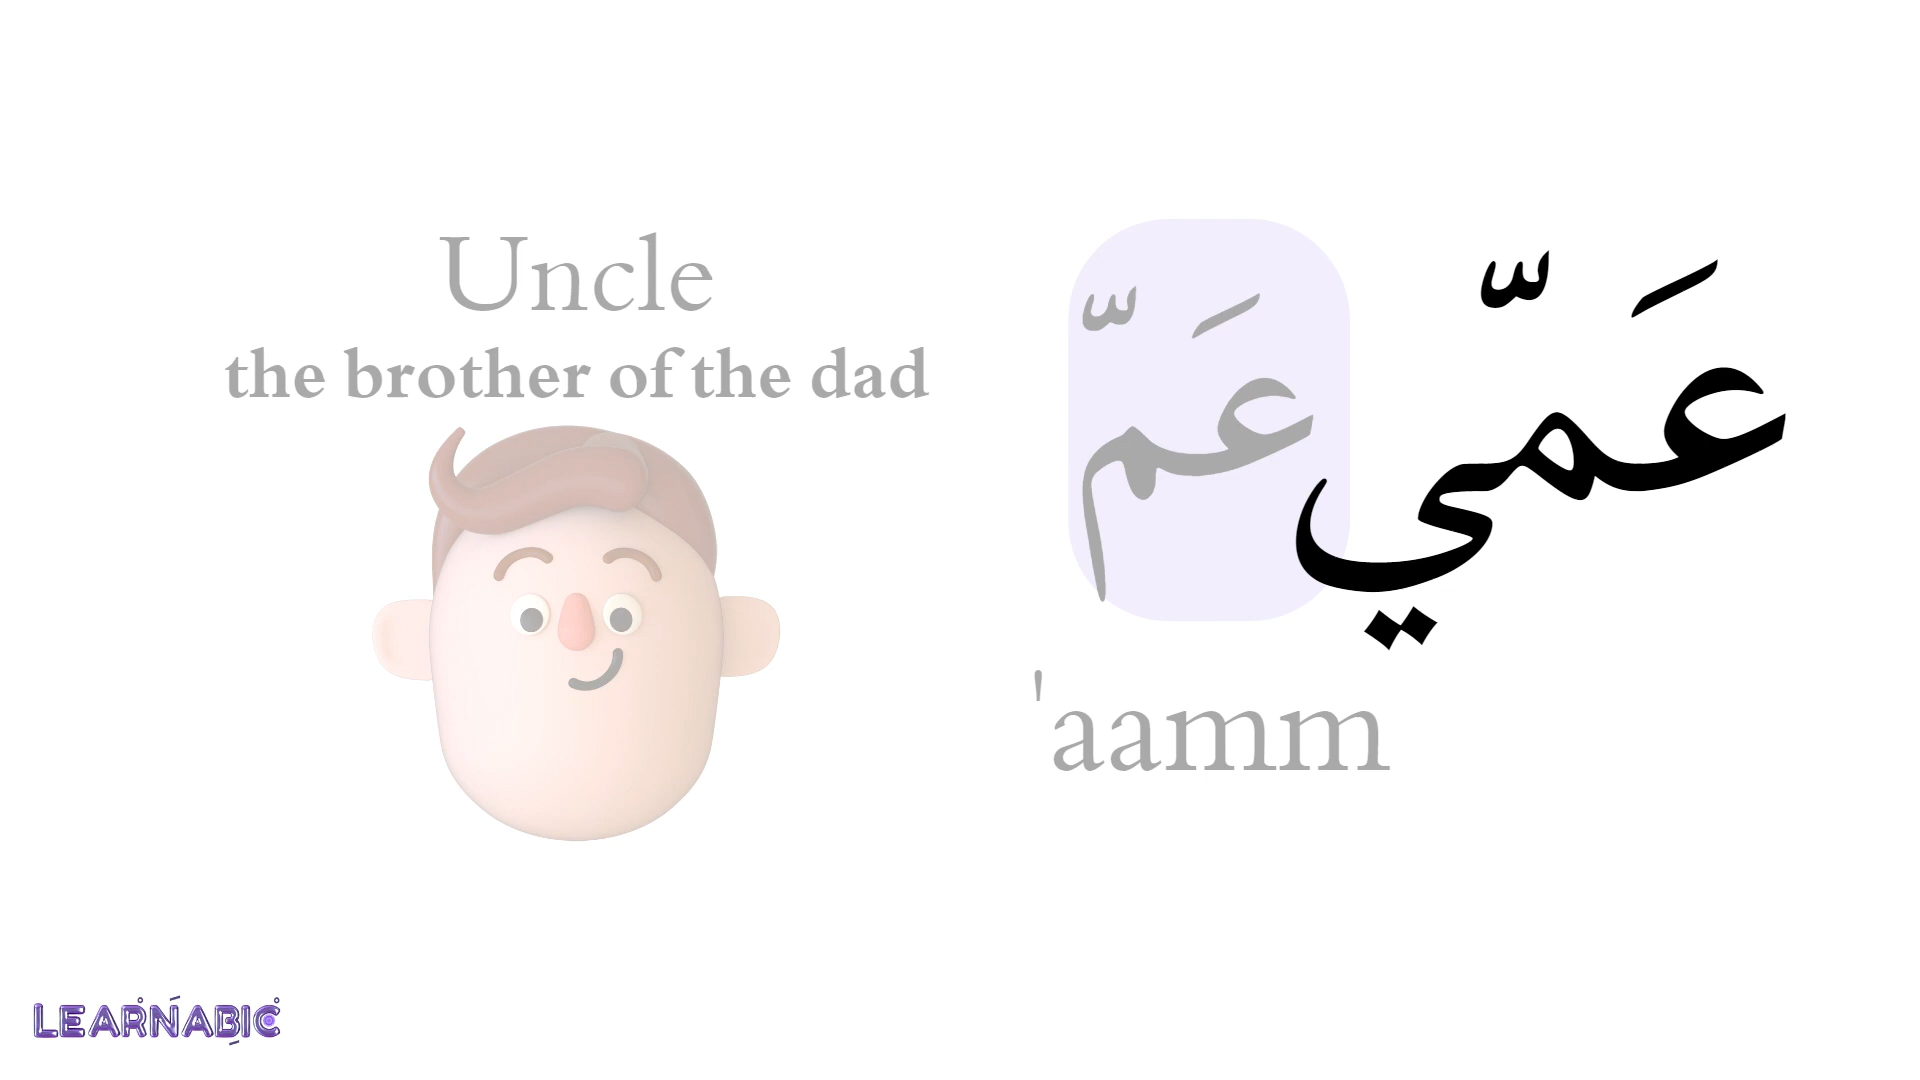 Uncle
the brother of the dad
عَمّ
عَمّي
'aamm
LEARNABIC